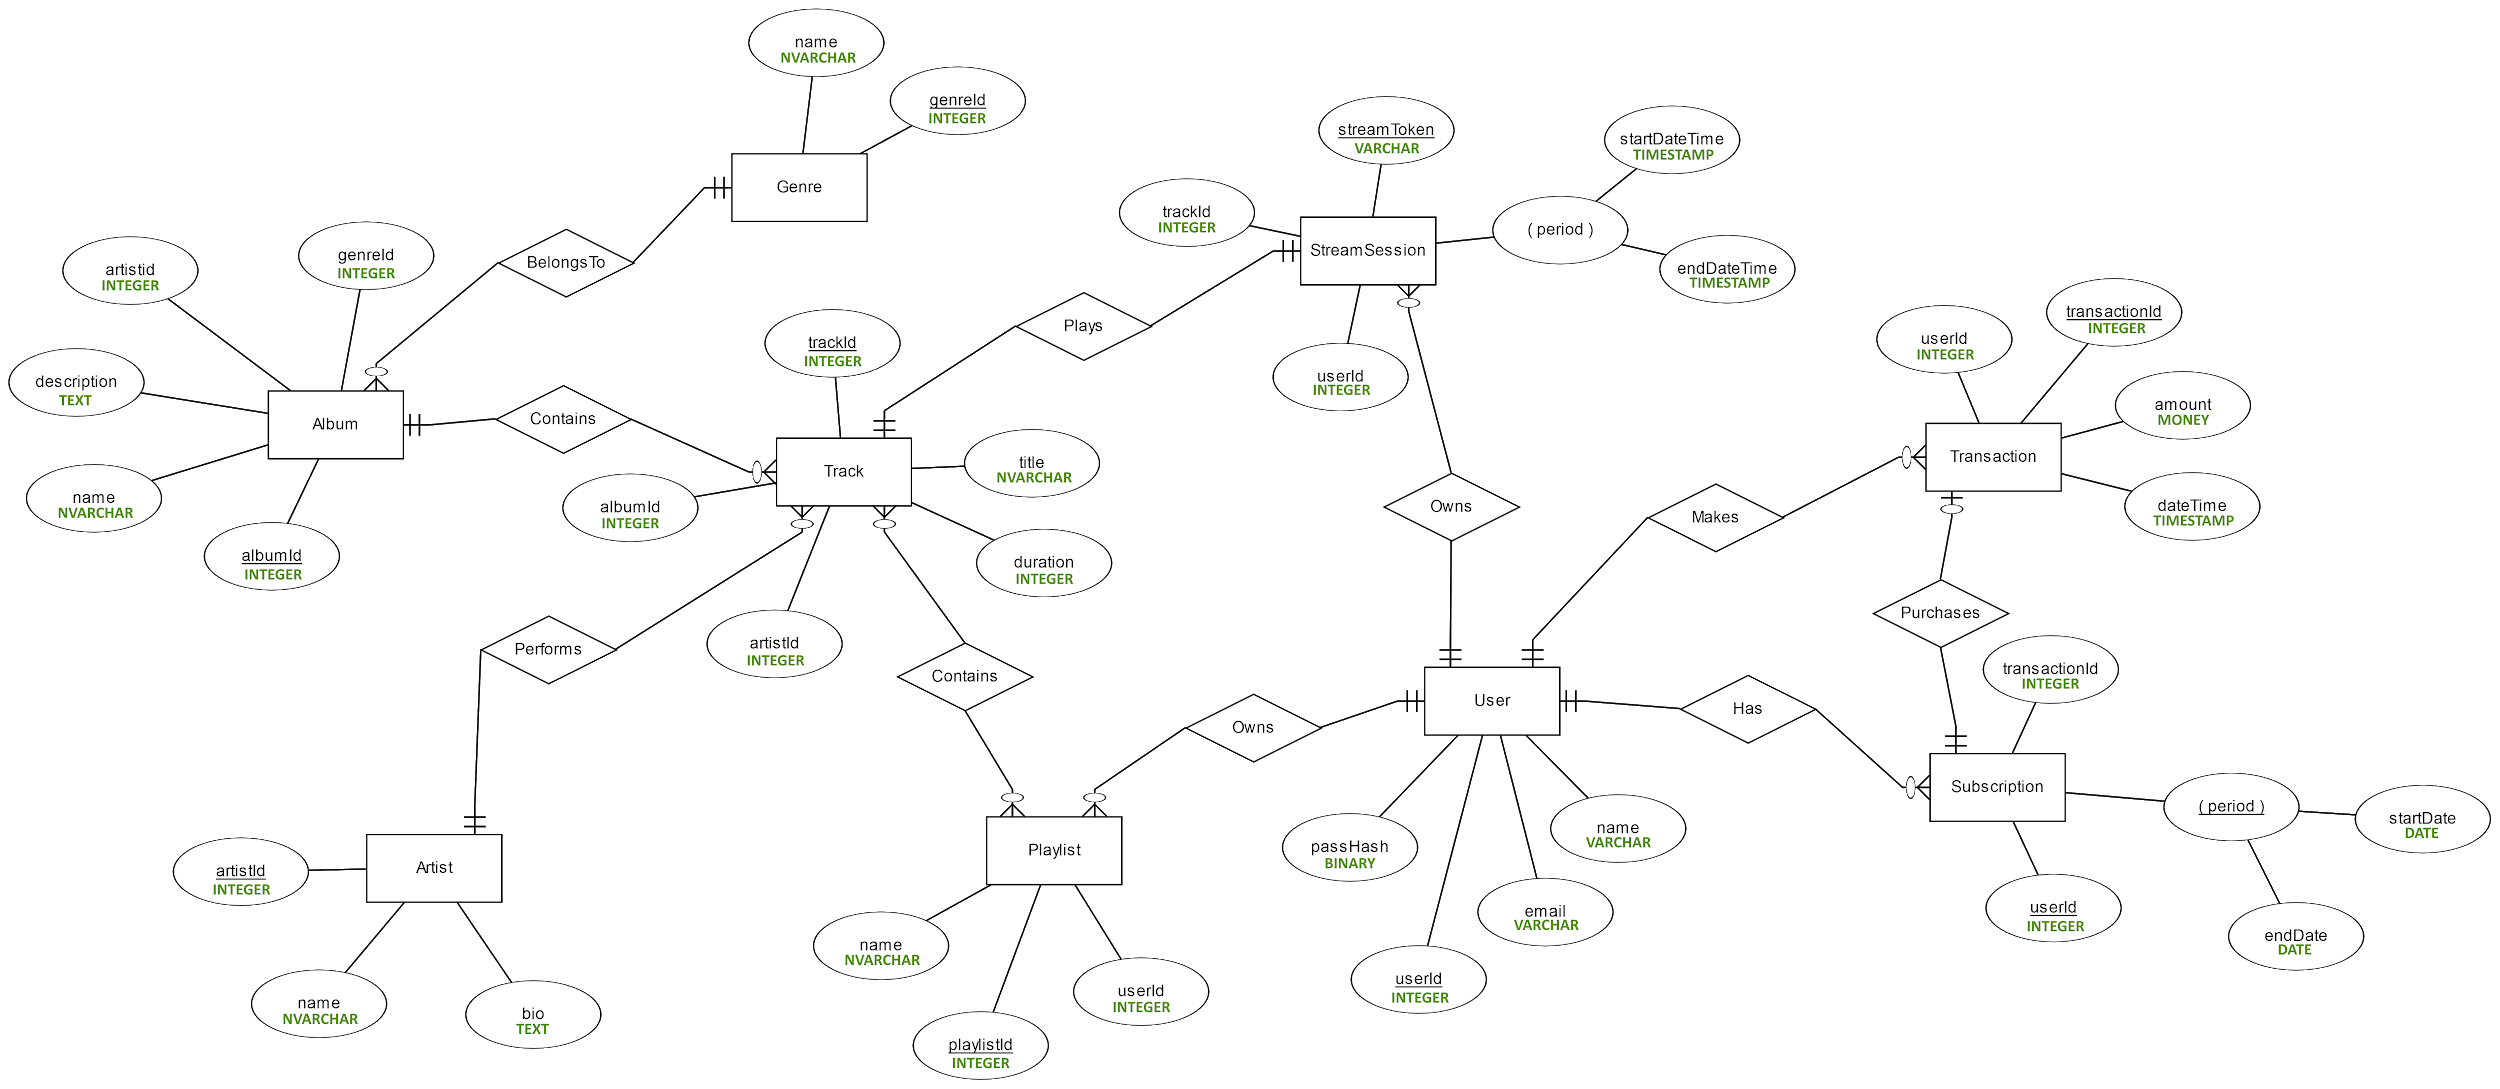 name
NVARCHAR
genreId
INTEGER
Genre
streamToken
VARCHAR
startDateTime
TIMESTAMP
trackId
INTEGER
( period )
StreamSession
endDateTime
TIMESTAMP
userId
INTEGER
artistid
INTEGER
genreId
INTEGER
BelongsTo
description
TEXT
Album
name
NVARCHAR
albumId
INTEGER
Contains
Plays
trackId
INTEGER
Track
title
NVARCHAR
albumId
INTEGER
duration
INTEGER
artistId
INTEGER
Owns
userId
INTEGER
transactionId
INTEGER
amount
MONEY
Transaction
dateTime
TIMESTAMP
Makes
Purchases
Performs
Contains
Owns
User
Has
transactionId
INTEGER
Subscription
( period )
startDate
DATE
userId
INTEGER
endDate
DATE
Artist
artistId
INTEGER
name
NVARCHAR
bio
TEXT
Playlist
name
NVARCHAR
playlistId
INTEGER
userId
INTEGER
passHash
BINARY
name
VARCHAR
email
VARCHAR
userId
INTEGER